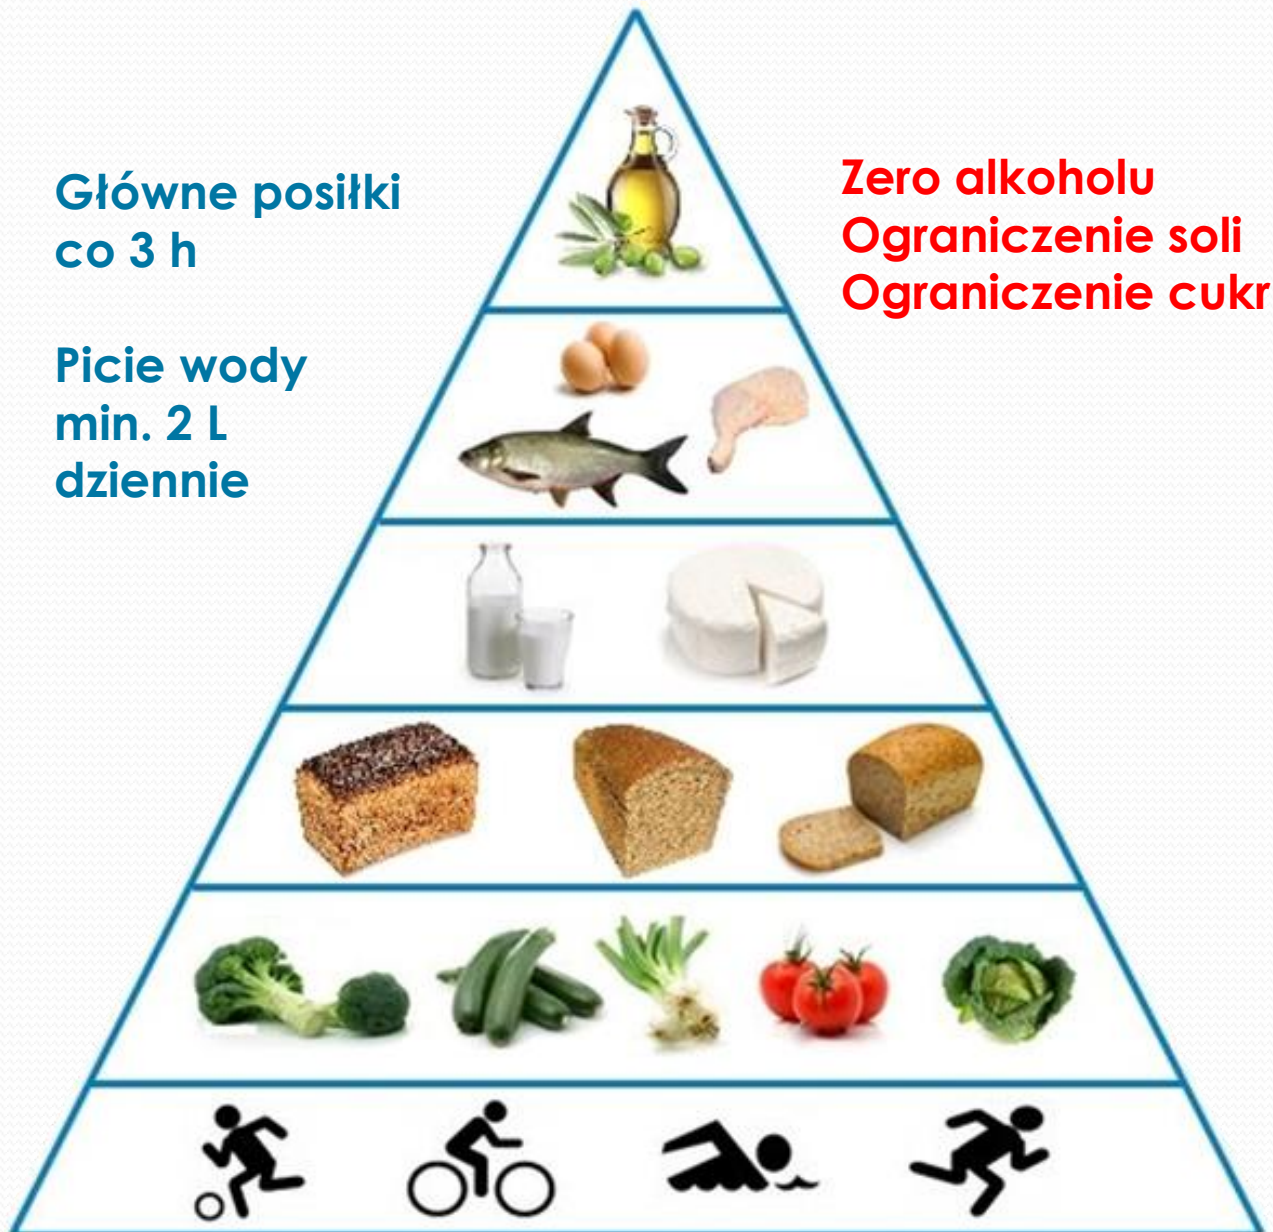 Główne posiłki
co 3 h
Picie wody
min. 2 L
dziennie
Zero alkoholu
Ograniczenie soli
Ograniczenie cukr